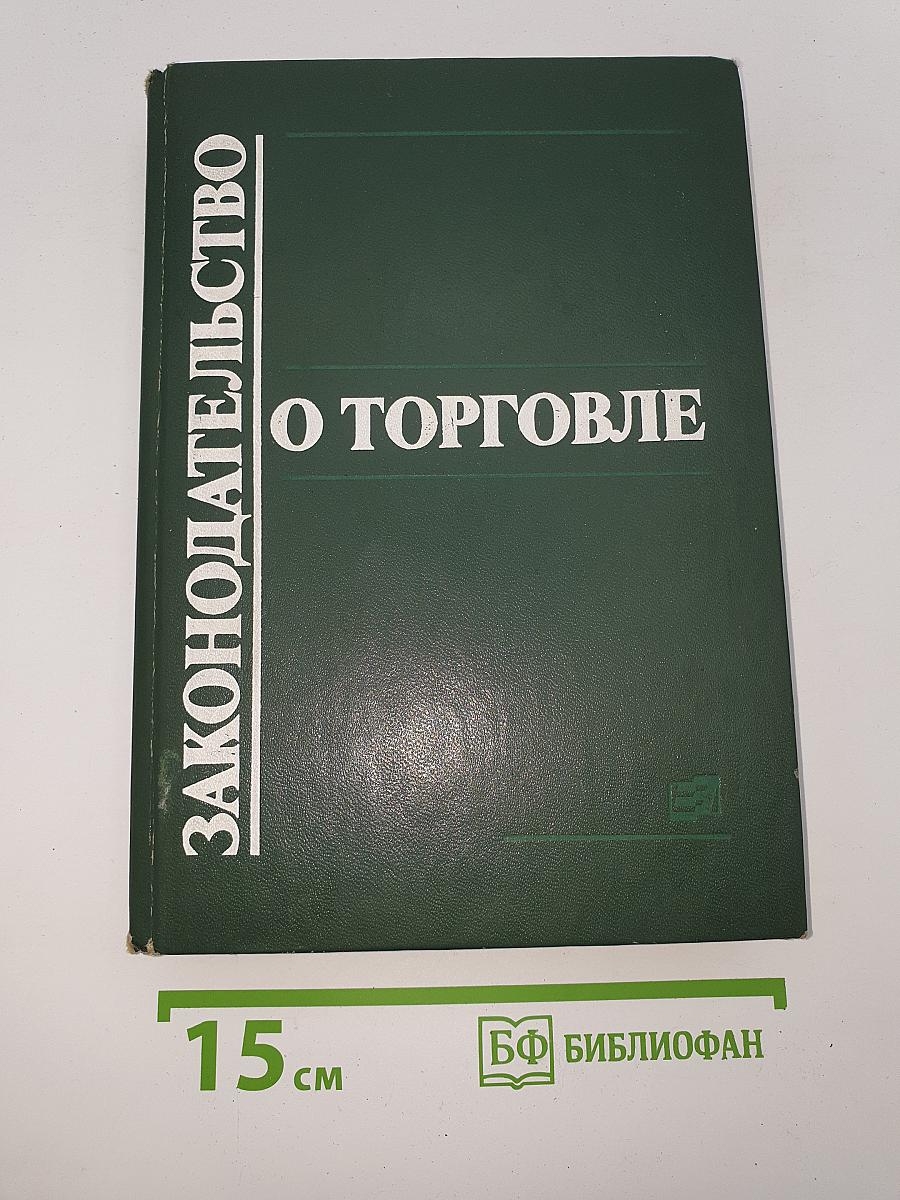 ЗАКОНОДАТЕЛЬСТВО
О ТОРГОВЛЕ
15 см
БФ БИБЛИОФАН